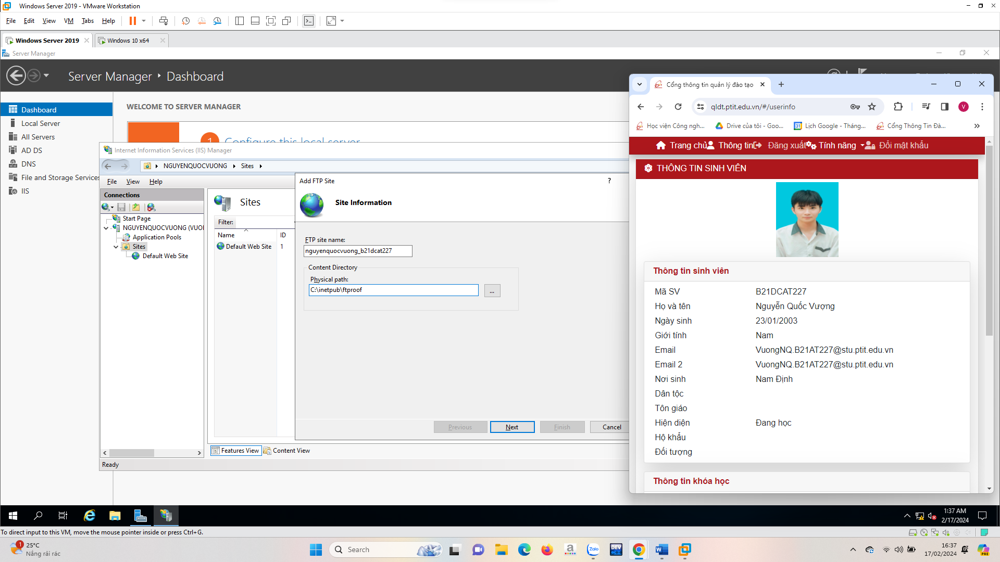 Windows Server 2019 - VMware Workstation
File Edit View VM Tabs Help
Windows Server 2019
Windows 10 x64
Server Manager
Server Manager Dashboard
Dashboard
Local Server
All Servers
AD DS
DNS
File and Storage Services
IIS
WELCOME TO SERVER MANAGER
1 Configure this local server
Internet Information Services (IIS) Manager
NGUYENQUOCVUONG Sites
File View Help
Connections
Start Page
NGUYENQUOCVUONG (VUO
Application Pools
Sites
Default Web Site
Sites
Filter:
Name ID
Default Web Site 1
Features View Content View
Ready
Add FTP Site ?
Site Information
FTP site name:
nguyenquocvuong_b21dcat227
Content Directory
Physical path:
C:\inetpub\ftproof
...
Previous Next Finish Cancel
Cổng thông tin quản lý đào tạo
qldt.ptit.edu.vn/#/userinfo
V
Học viện Công ngh... Drive của tôi - Goo... 31 Lịch Google - Tháng... Cổng Thông Tin Đà...
Trang chủ Thông tin Đăng xuất Tính năng Đổi mật khẩu
THÔNG TIN SINH VIÊN
Thông tin sinh viên
Mã SV B21DCAT227
Họ và tên Nguyễn Quốc Vượng
Ngày sinh 23/01/2003
Giới tính Nam
Email VuongNQ.B21AT227@stu.ptit.edu.vn
Email 2 VuongNQ.B21AT227@stu.ptit.edu.vn
Nơi sinh Nam Định
Dân tộc
Tôn giáo
Hiện diện Đang học
Hộ khẩu
Đối tượng
Thông tin khóa học
1:37 AM
2/17/2024
To direct input to this VM, move the mouse pointer inside or press Ctrl+G.
1
25°C
Nắng rải rác
Search
Zalo
DEV
PRE
16:37
17/02/2024